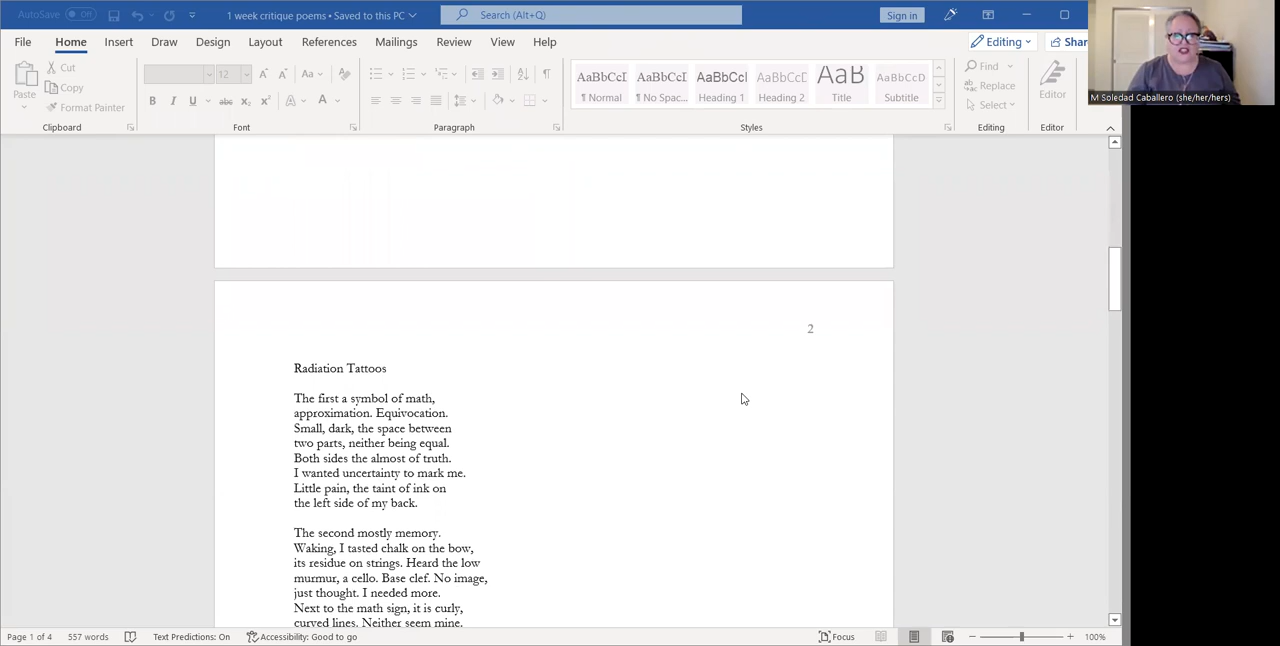 AutoSave Off 1 week critique poems • Saved to this PC Search (Alt+Q) Sign in
File Home Insert Draw Design Layout References Mailings Review View Help Editing Shar
Paste Cut Copy Format Painter
12 Aa
B I U abc x₂ x² A A
AaBbCcI AaBbCcI AaBbCcl AaBbCcD AaB AaBbCcD
¶ Normal ¶ No Spac... Heading 1 Heading 2 Title Subtitle
Find Replace Select
Editor
Clipboard Font Paragraph Styles Editing Editor
M Soledad Caballero (she/her/hers)
2
Radiation Tattoos
The first a symbol of math,
approximation. Equivocation.
Small, dark, the space between
two parts, neither being equal.
Both sides the almost of truth.
I wanted uncertainty to mark me.
Little pain, the taint of ink on
the left side of my back.
The second mostly memory.
Waking, I tasted chalk on the bow,
its residue on strings. Heard the low
murmur, a cello. Base clef. No image,
just thought. I needed more.
Next to the math sign, it is curly,
curved lines. Neither seem mine.
Page 1 of 4 557 words Text Predictions: On Accessibility: Good to go Focus 100%